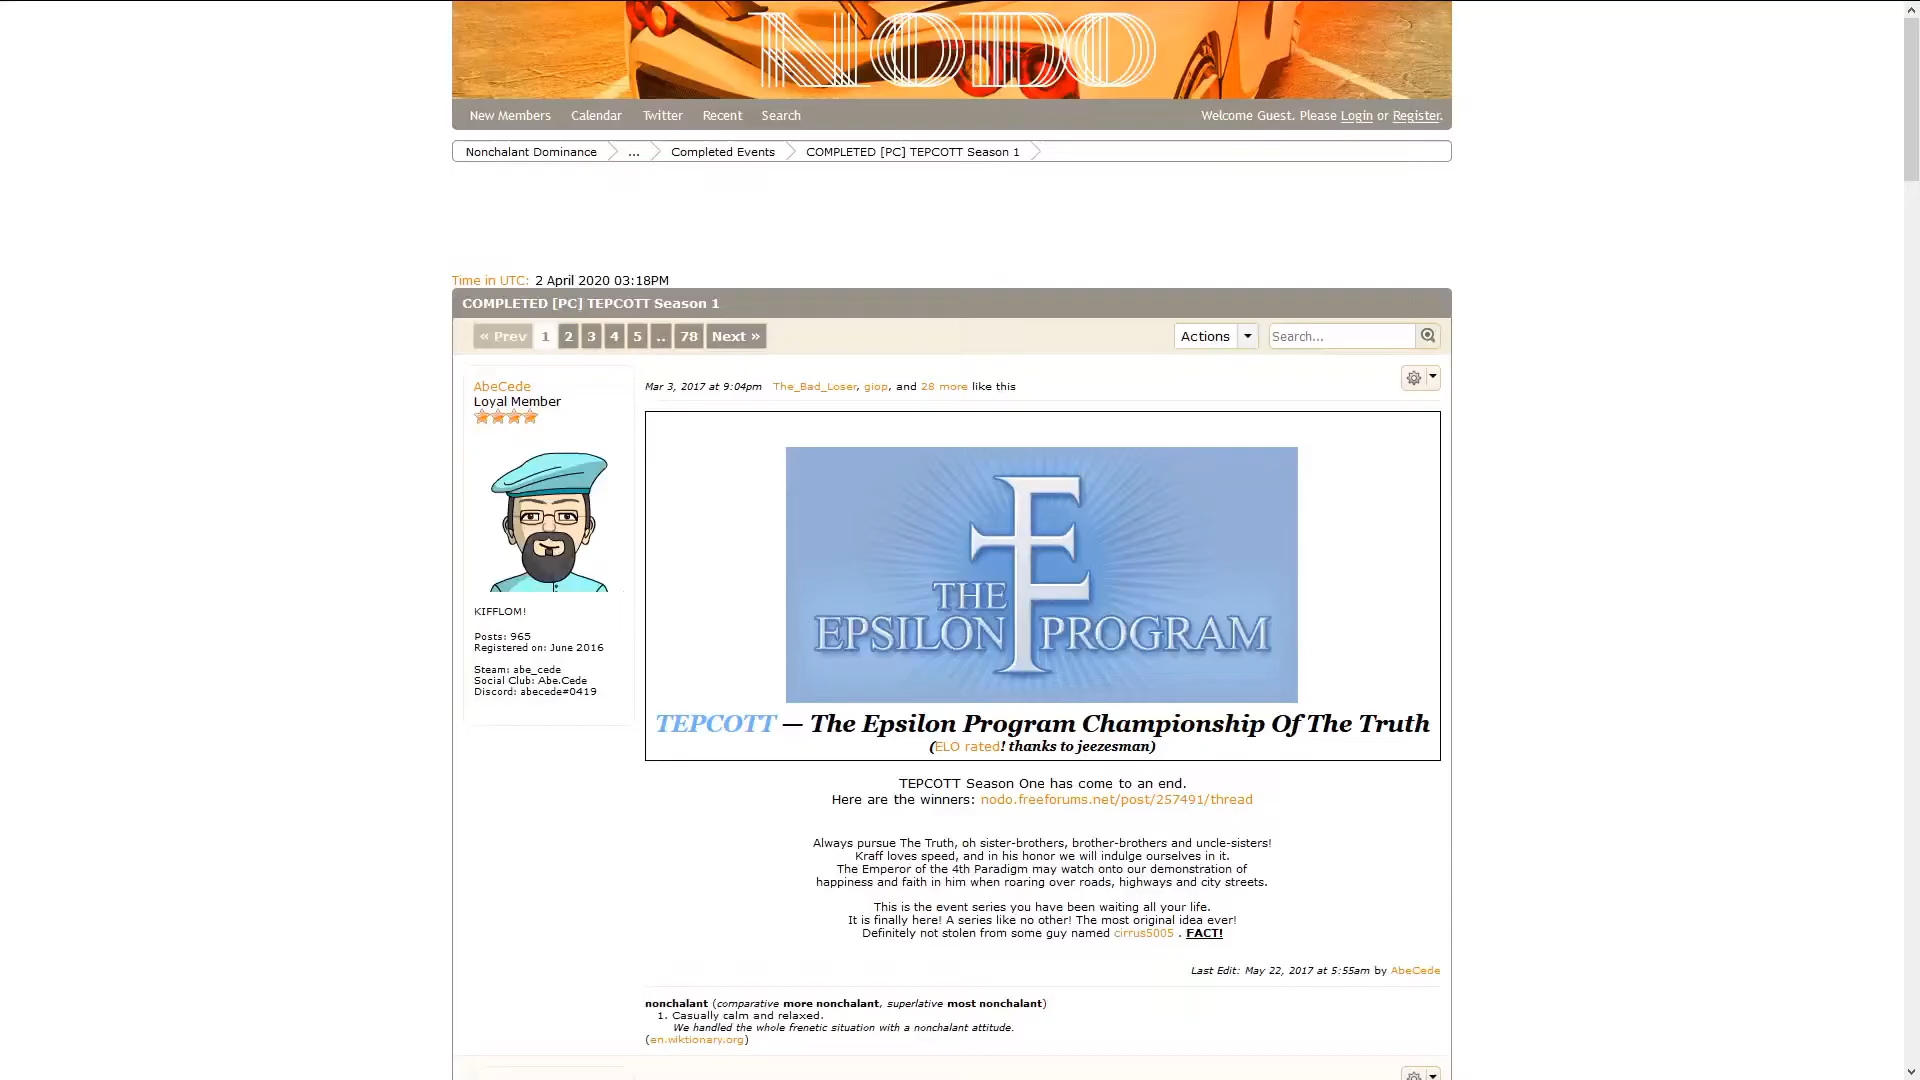 NODO
New Members Calendar Twitter Recent Search Welcome Guest. Please Login or Register.
Nonchalant Dominance ... Completed Events COMPLETED [PC] TEPCOTT Season 1
Time in UTC: 2 April 2020 03:18PM
COMPLETED [PC] TEPCOTT Season 1
« Prev 1 2 3 4 5 .. 78 Next » Actions Search...
AbeCede
Loyal Member
KIFFLOM!
Posts: 965
Registered on: June 2016
Steam: abe_cede
Social Club: Abe.Cede
Discord: abecede#0419
Mar 3, 2017 at 9:04pm The_Bad_Loser, giop, and 28 more like this
THE
EPSILON PROGRAM
TEPCOTT — The Epsilon Program Championship Of The Truth
(ELO rated! thanks to jeezesman)
TEPCOTT Season One has come to an end.
Here are the winners: nodo.freeforums.net/post/257491/thread
Always pursue The Truth, oh sister-brothers, brother-brothers and uncle-sisters!
Kraff loves speed, and in his honor we will indulge ourselves in it.
The Emperor of the 4th Paradigm may watch onto our demonstration of
happiness and faith in him when roaring over roads, highways and city streets.
This is the event series you have been waiting all your life.
It is finally here! A series like no other! The most original idea ever!
Definitely not stolen from some guy named cirrus5005 . FACT!
Last Edit: May 22, 2017 at 5:55am by AbeCede
nonchalant (comparative more nonchalant, superlative most nonchalant)
1. Casually calm and relaxed.
We handled the whole frenetic situation with a nonchalant attitude.
(en.wiktionary.org)